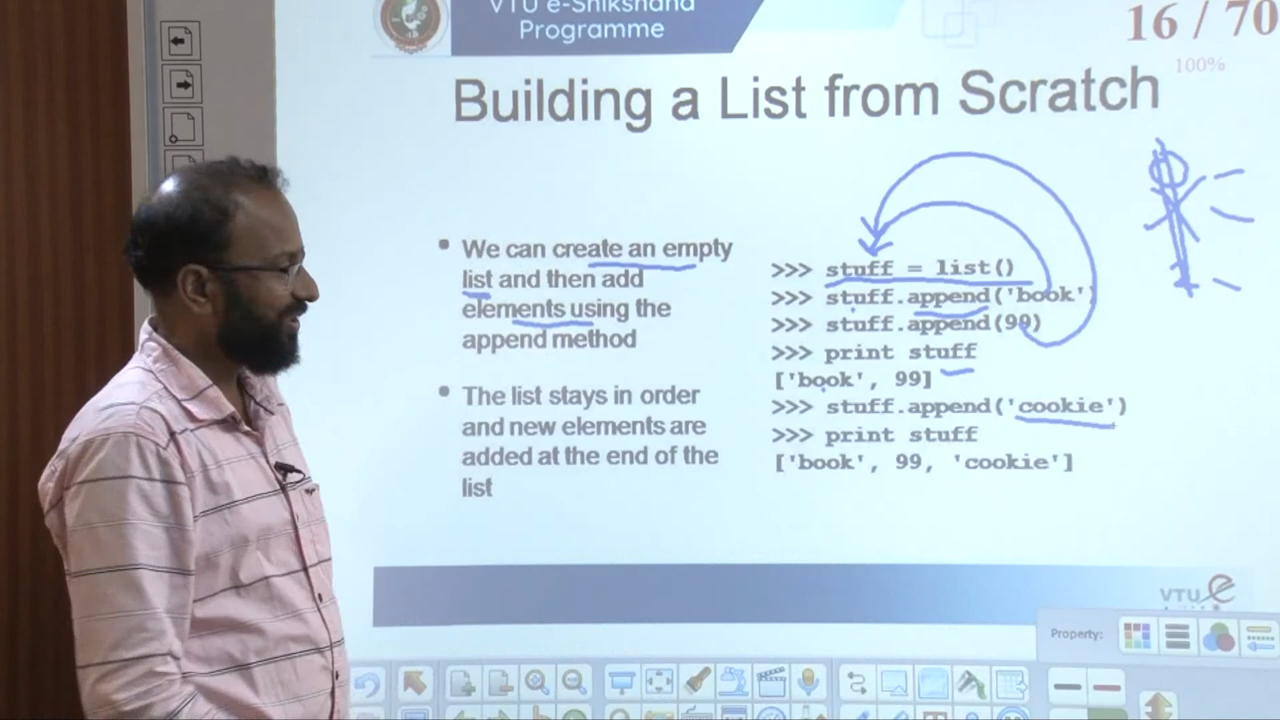 VTU e-Shikshana
Programme
16 / 70
100%
Building a List from Scratch
We can create an empty
list and then add
elements using the
append method
The list stays in order
and new elements are
added at the end of the
list
>>> stuff = list()
>>> stuff.append('book')
>>> stuff.append(99)
>>> print stuff
['book', 99]
>>> stuff.append('cookie')
>>> print stuff
['book', 99, 'cookie']
VTU e
Property: